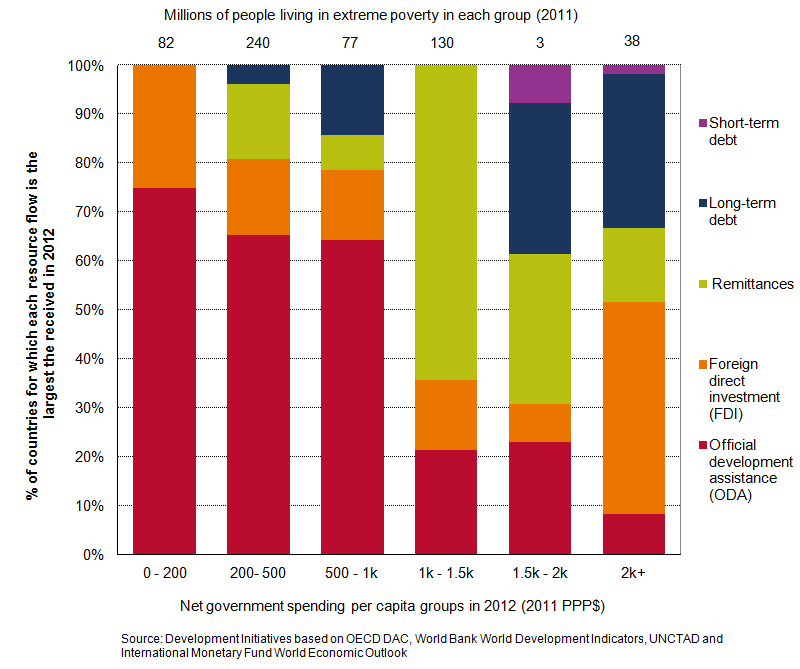 Millions of people living in extreme poverty in each group (2011)
82 240 77 130 3 38
100%
90%
80%
70%
60%
50%
40%
30%
20%
10%
0%
% of countries for which each resource flow is the
largest the received in 2012
0 - 200 200- 500 500 - 1k 1k - 1.5k 1.5k - 2k 2k+
Net government spending per capita groups in 2012 (2011 PPP$)
Short-term
debt
Long-term
debt
Remittances
Foreign
direct
investment
(FDI)
Official
development
assistance
(ODA)
Source: Development Initiatives based on OECD DAC, World Bank World Development Indicators, UNCTAD and
International Monetary Fund World Economic Outlook